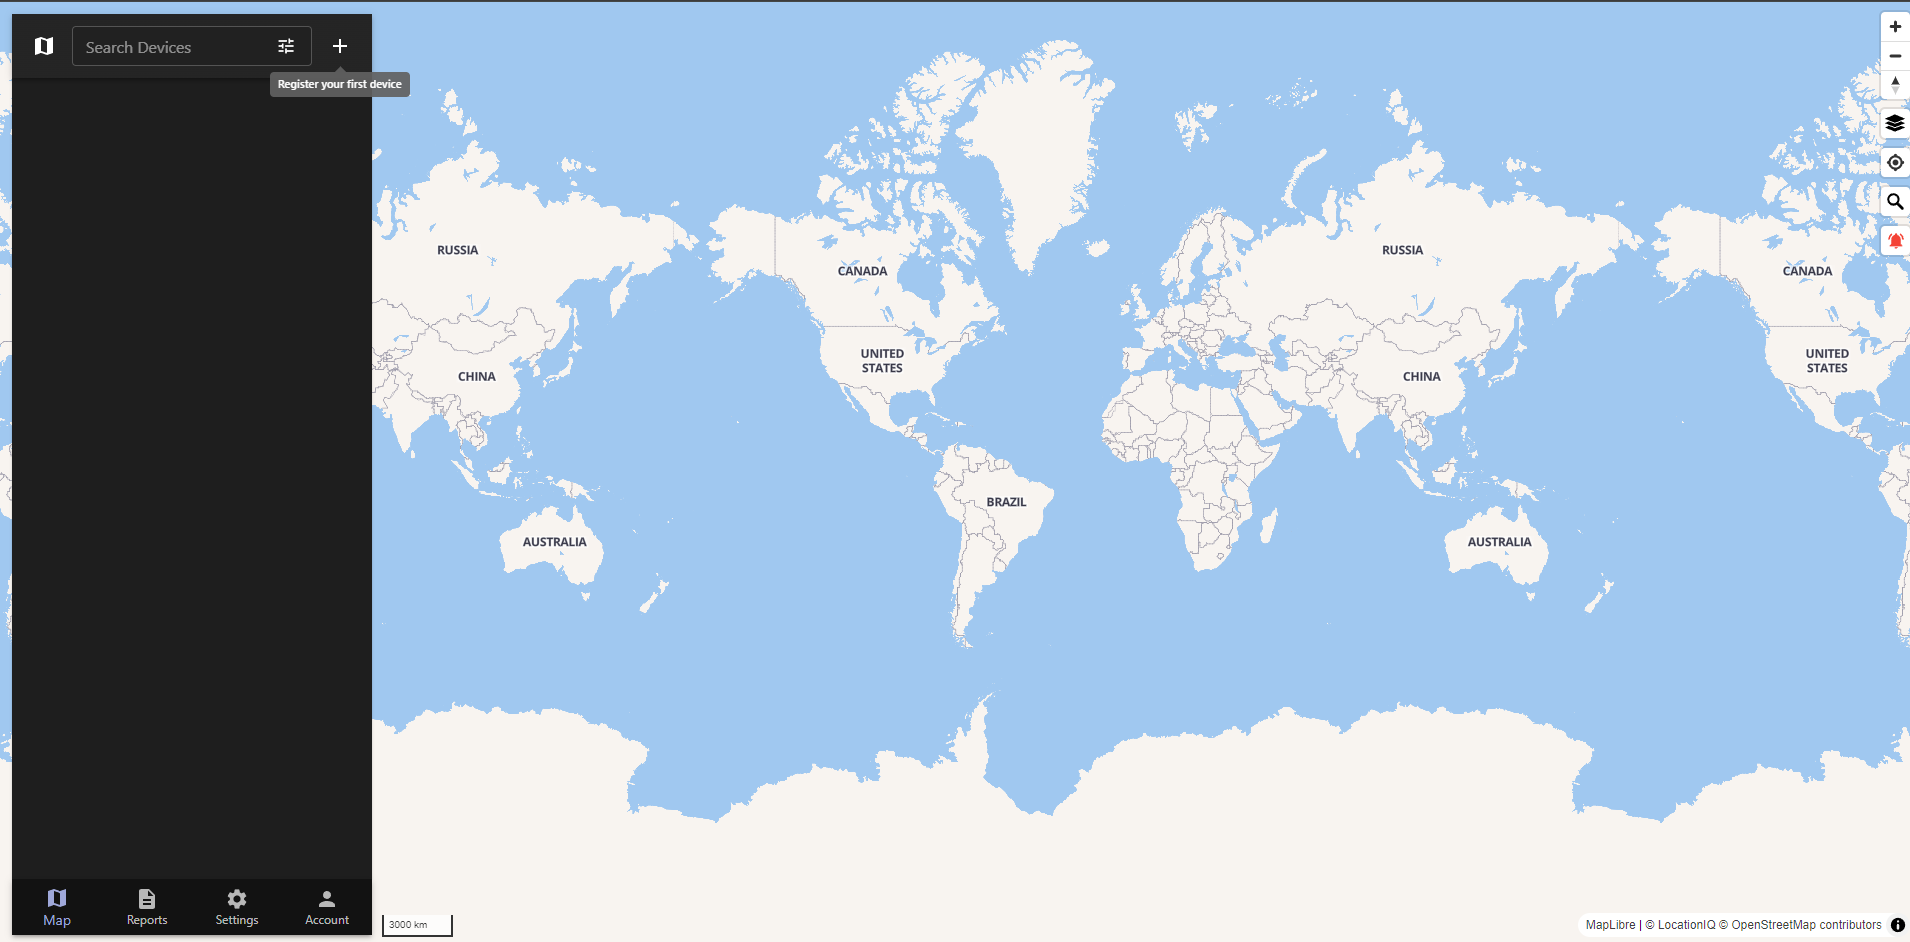 Search Devices
Register your first device
RUSSIA
CANADA
RUSSIA
CANADA
UNITED
STATES
UNITED
STATES
CHINA
CHINA
BRAZIL
AUSTRALIA
AUSTRALIA
Map
Reports
Settings
Account
3000 km
MapLibre | © LocationIQ © OpenStreetMap contributors